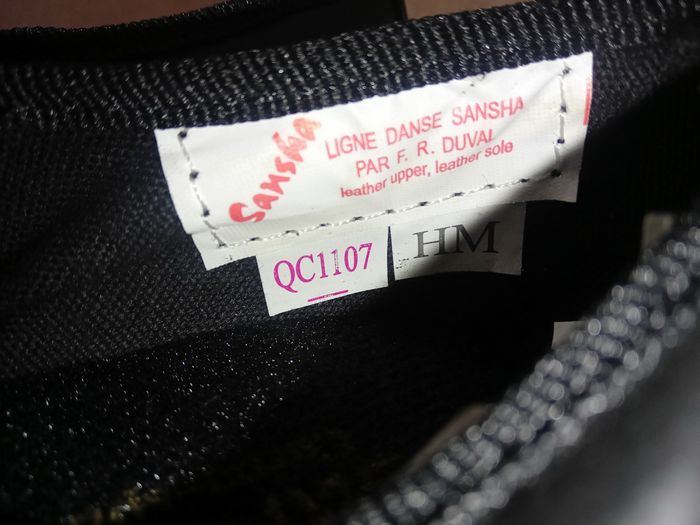 Sansha
LIGNE DANSE SANSHA
PAR F. R. DUVAL
leather upper, leather sole
QC1107
HM